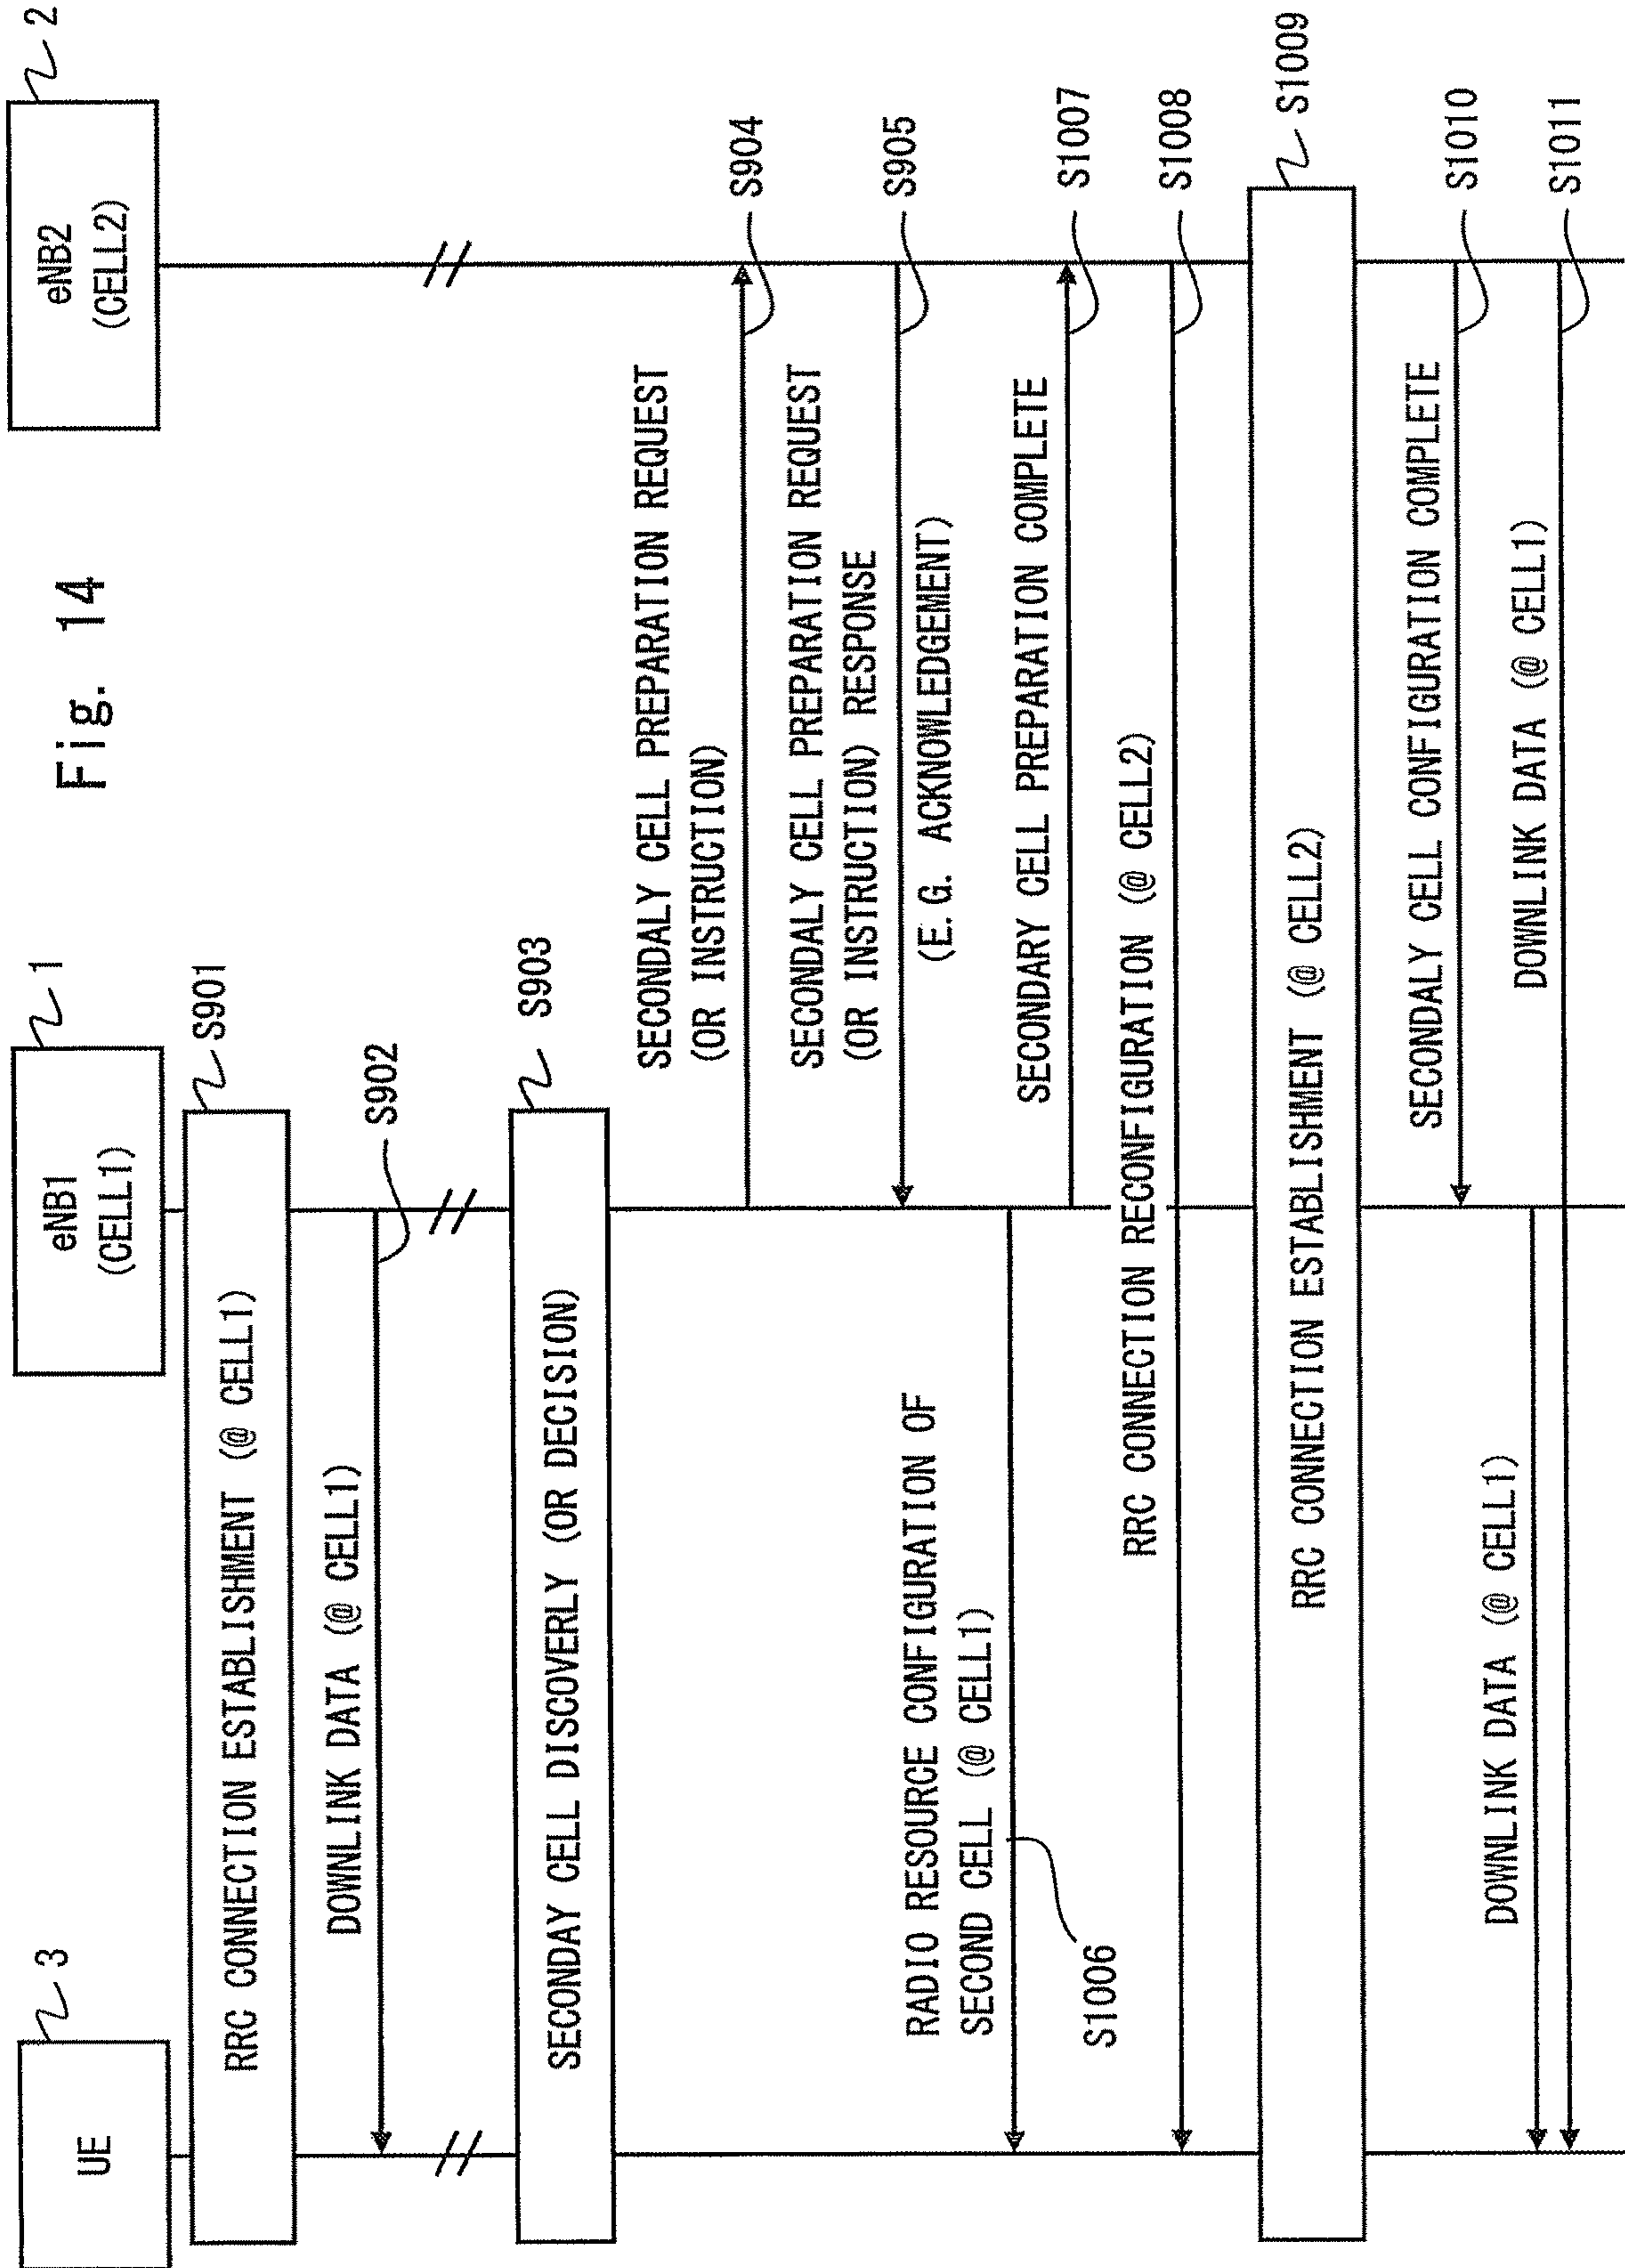 Fig. 14
UE
3
eNB1
(CELL1)
1
eNB2
(CELL2)
2
RRC CONNECTION ESTABLISHMENT (@ CELL1)
S901
DOWNLINK DATA (@ CELL1)
S902
SECONDAY CELL DISCOVERLY (OR DECISION)
S903
SECONDALY CELL PREPARATION REQUEST
(OR INSTRUCTION)
S904
SECONDALY CELL PREPARATION REQUEST
(OR INSTRUCTION) RESPONSE
(E.G. ACKNOWLEDGEMENT)
S905
RADIO RESOURCE CONFIGURATION OF
SECOND CELL (@ CELL1)
S1006
SECONDARY CELL PREPARATION COMPLETE
S1007
RRC CONNECTION RECONFIGURATION (@ CELL2)
S1008
RRC CONNECTION ESTABLISHMENT (@ CELL2)
S1009
SECONDALY CELL CONFIGURATION COMPLETE
S1010
DOWNLINK DATA (@ CELL1)
DOWNLINK DATA (@ CELL1)
S1011